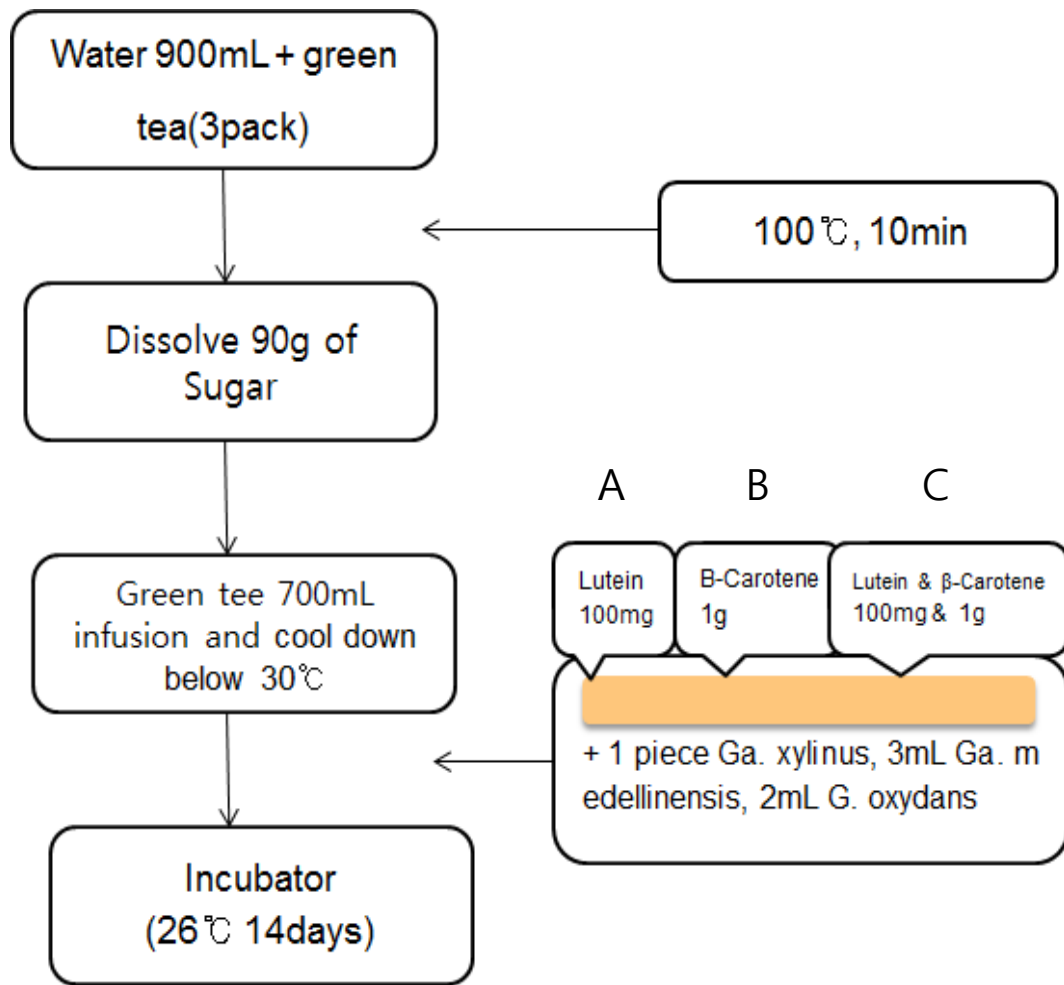 Water 900mL + green
tea(3pack)
100℃, 10min
Dissolve 90g of
Sugar
A
B
C
Lutein
100mg
B-Carotene
1g
Lutein & β-Carotene
100mg & 1g
Green tee 700mL
infusion and cool down
below 30℃
+ 1 piece Ga. xylinus, 3mL Ga. m
edellinensis, 2mL G. oxydans
Incubator
(26℃ 14days)